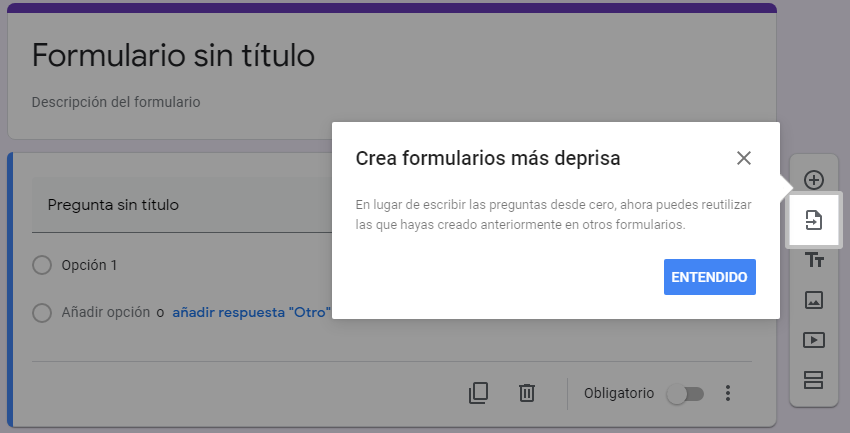 Formulario sin título
Descripción del formulario
Crea formularios más deprisa
En lugar de escribir las preguntas desde cero, ahora puedes reutilizar
las que hayas creado anteriormente en otros formularios.
ENTENDIDO
Pregunta sin título
Opción 1
Añadir opción o añadir respuesta "Otro"
Obligatorio
Tт